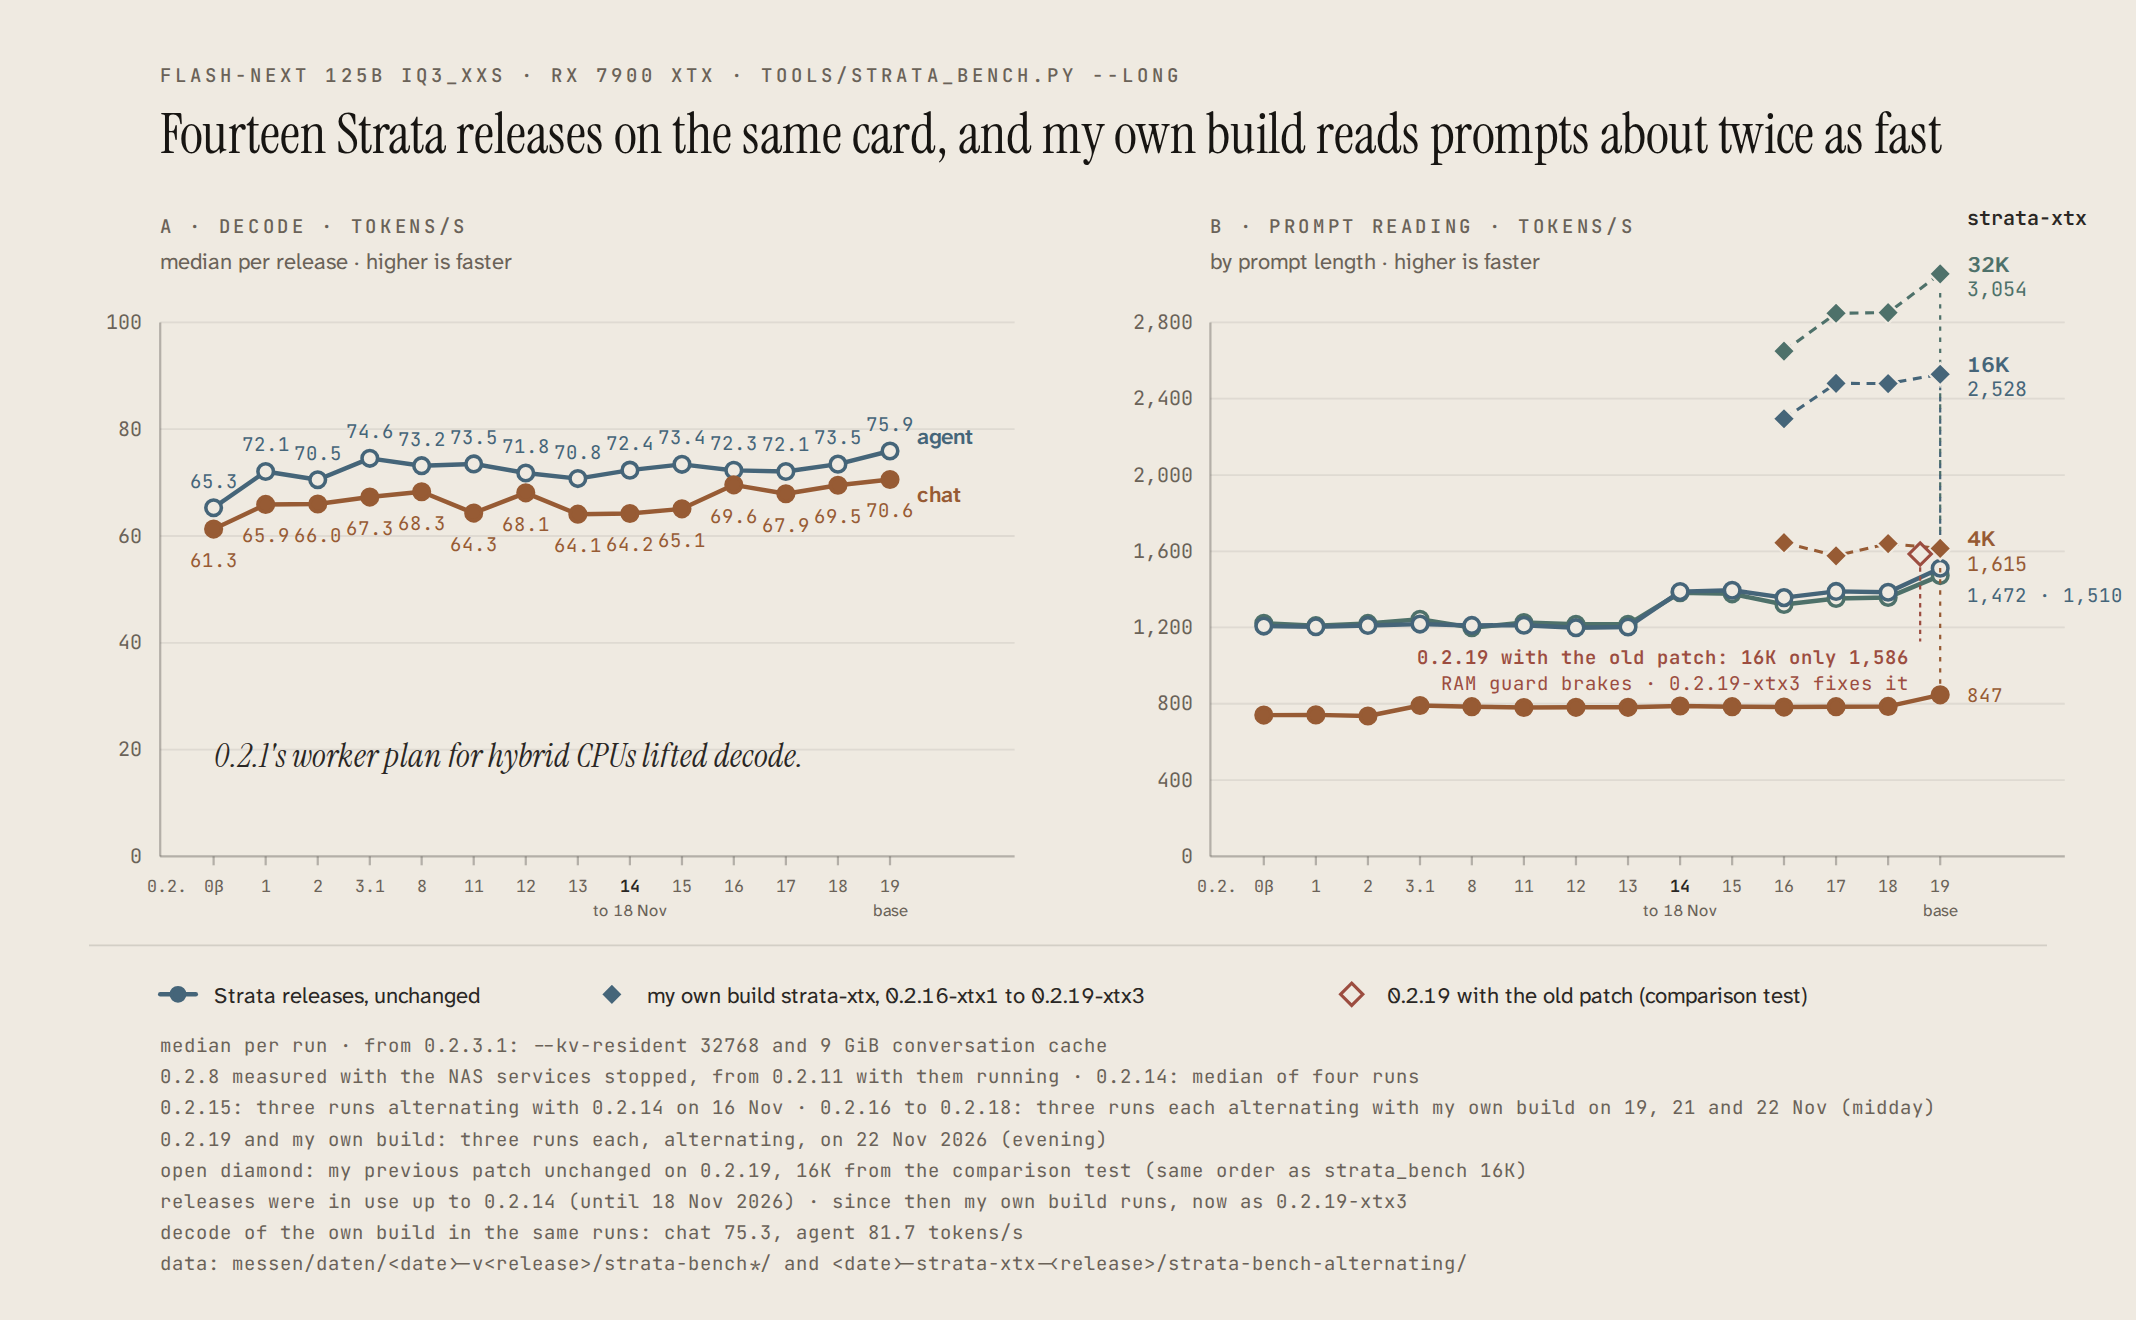 FLASH-NEXT 125B IQ3_XXS · RX 7900 XTX · TOOLS/STRATA_BENCH.PY --LONG
Fourteen Strata releases on the same card, and my own build reads prompts about twice as fast
A · DECODE · TOKENS/S
median per release · higher is faster
100
80
60
40
20
0
65.3 72.1 70.5 74.6 73.2 73.5 71.8 70.8 72.4 73.4 72.3 72.1 73.5 75.9
agent
chat
61.3 65.9 66.0 67.3 68.3 64.3 68.1 64.1 64.2 65.1 69.6 67.9 69.5 70.6
0.2.1's worker plan for hybrid CPUs lifted decode.
0.2. 0β 1 2 3.1 8 11 12 13 14 15 16 17 18 19
to 18 Nov base
B · PROMPT READING · TOKENS/S
by prompt length · higher is faster
strata-xtx
32K
3,054
16K
2,528
4K
1,615
1,472 · 1,510
847
2,800
2,400
2,000
1,600
1,200
800
400
0
0.2.19 with the old patch: 16K only 1,586
RAM guard brakes · 0.2.19-xtx3 fixes it
0.2. 0β 1 2 3.1 8 11 12 13 14 15 16 17 18 19
to 18 Nov base
Strata releases, unchanged
my own build strata-xtx, 0.2.16-xtx1 to 0.2.19-xtx3
0.2.19 with the old patch (comparison test)
median per run · from 0.2.3.1: --kv-resident 32768 and 9 GiB conversation cache
0.2.8 measured with the NAS services stopped, from 0.2.11 with them running · 0.2.14: median of four runs
0.2.15: three runs alternating with 0.2.14 on 16 Nov · 0.2.16 to 0.2.18: three runs each alternating with my own build on 19, 21 and 22 Nov (midday)
0.2.19 and my own build: three runs each, alternating, on 22 Nov 2026 (evening)
open diamond: my previous patch unchanged on 0.2.19, 16K from the comparison test (same order as strata_bench 16K)
releases were in use up to 0.2.14 (until 18 Nov 2026) · since then my own build runs, now as 0.2.19-xtx3
decode of the own build in the same runs: chat 75.3, agent 81.7 tokens/s
data: messen/daten/<date>-v<release>/strata-bench*/ and <date>-strata-xtx-<release>/strata-bench-alternating/